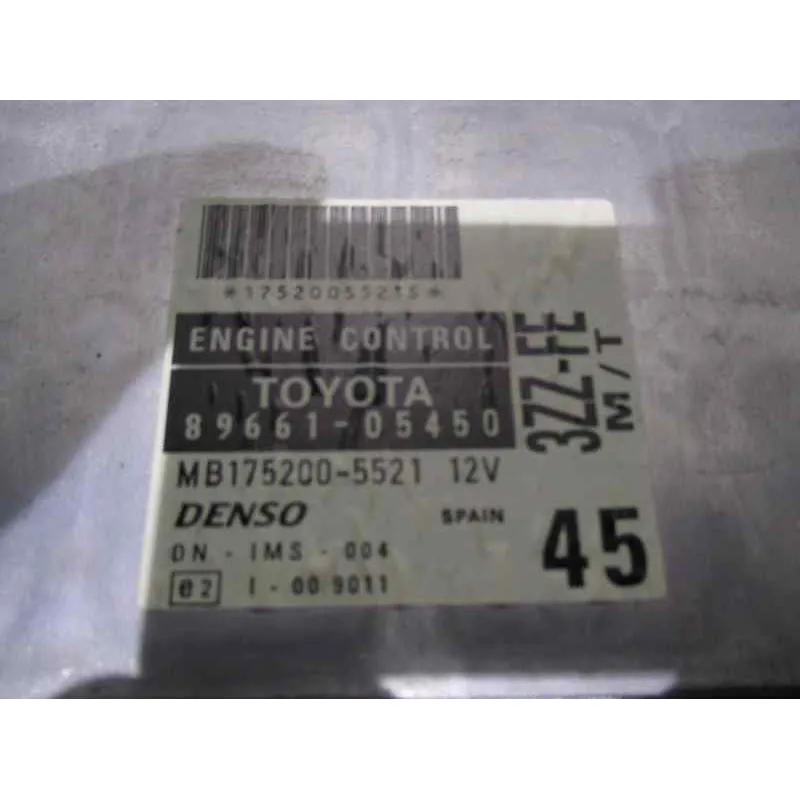 *1752005521S*
ENGINE CONTROL
TOYOTA
89661-05450
3ZZ-FE
M/T
MB175200-5521 12V
DENSO SPAIN
DN - IMS - 004
45
e2 I - 00 9011